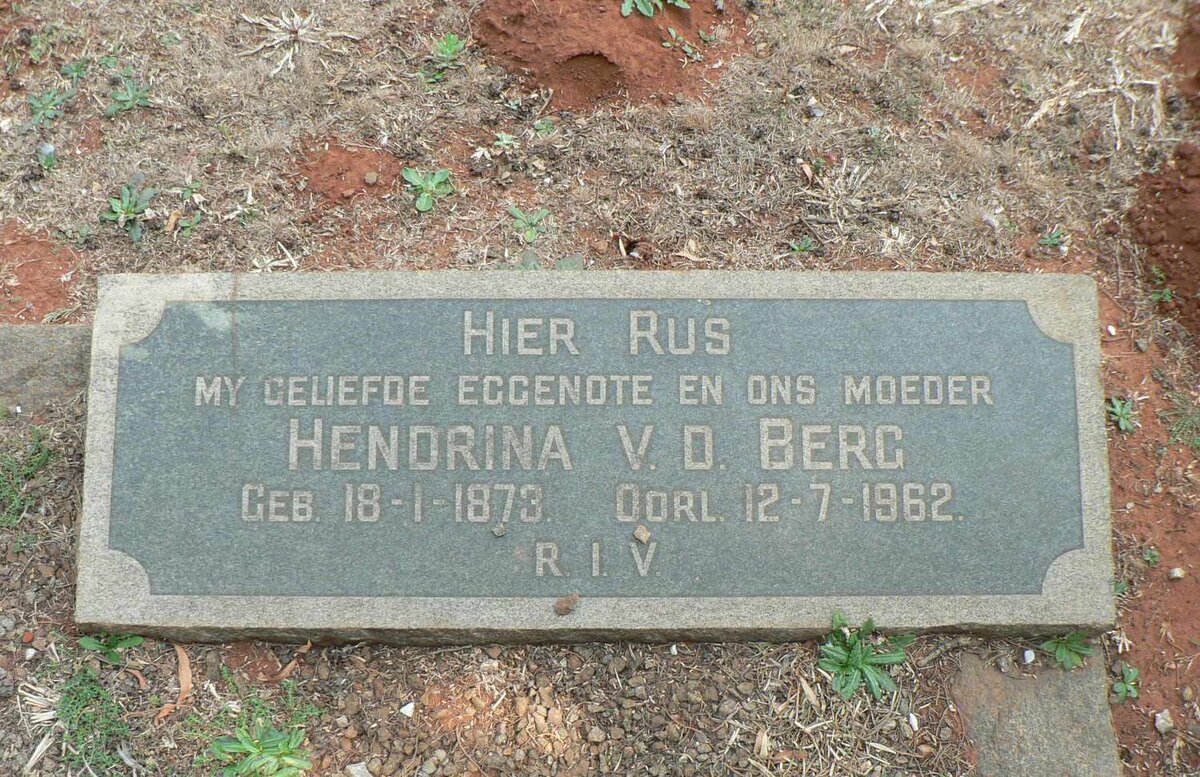 HIER RUS
MY GELIEFDE EGGENOTE EN ONS MOEDER
HENDRINA V. D. BERG
GEB. 18-1-1873. OORL. 12-7-1962.
R. I. V.